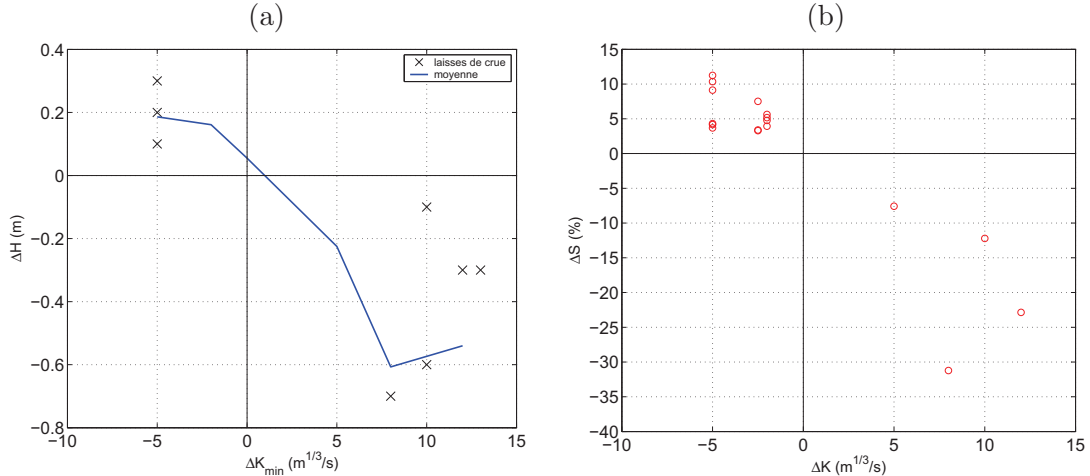 (a)
0.4
0.2
0
−0.2
−0.4
−0.6
−0.8
ΔH (m)
laisses de crue
moyenne
−10 −5 0 5 10 15
ΔK_min (m^1/3/s)
(b)
15
10
5
0
−5
−10
−15
−20
−25
−30
−35
−40
ΔS (%)
−10 −5 0 5 10 15
ΔK (m^1/3/s)